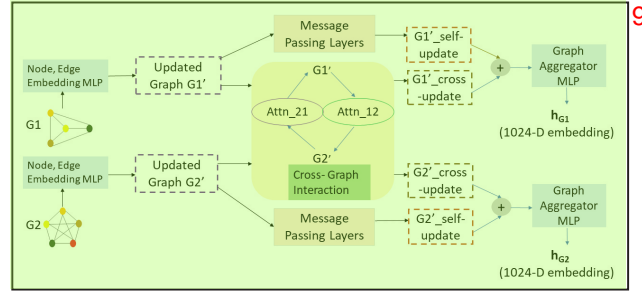 9
Message
Passing Layers
G1'_self-
update
Node, Edge
Embedding MLP
Updated
Graph G1'
G1'
G1'_cross
-update
+
Graph
Aggregator
MLP
G1
Attn_21
Attn_12
hG1
(1024-D embedding)
Node, Edge
Embedding MLP
Updated
Graph G2'
G2'
Cross- Graph
Interaction
G2'_cross
-update
+
Graph
Aggregator
MLP
G2
Message
Passing Layers
G2'_self-
update
hG2
(1024-D embedding)